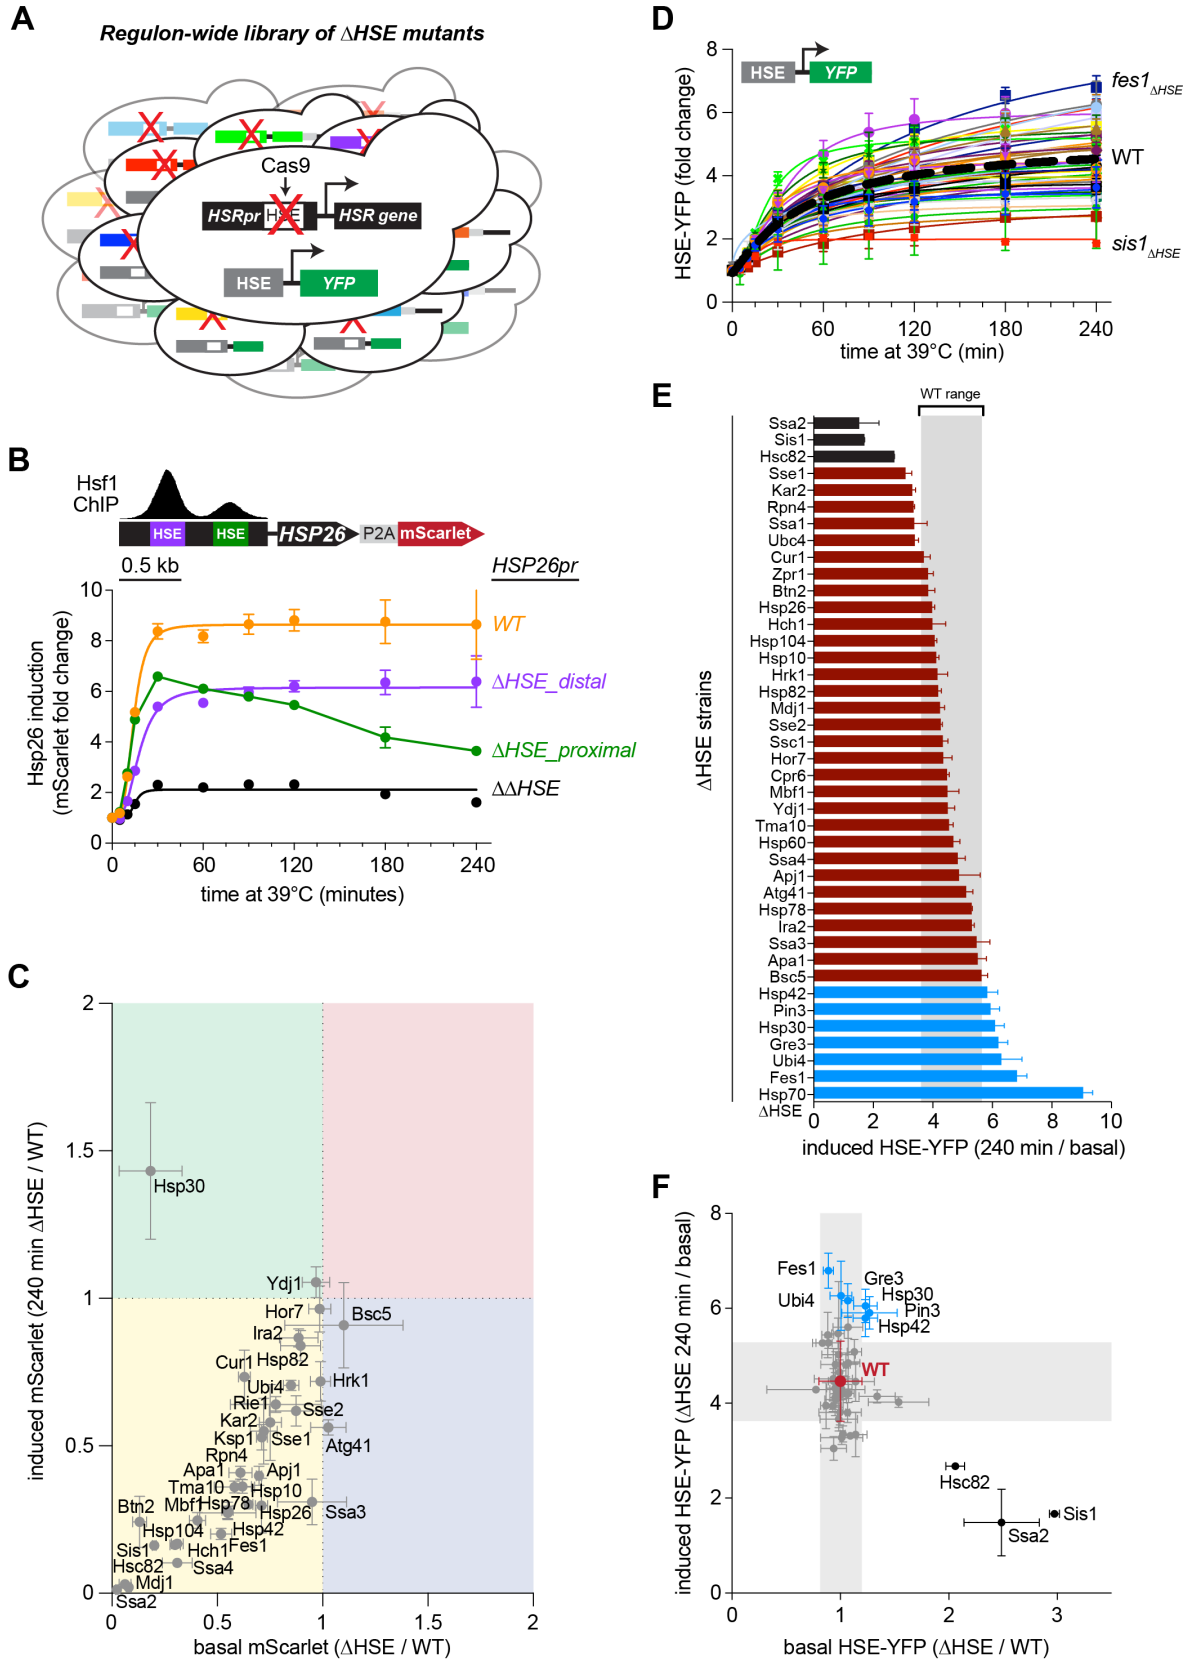 A
Regulon-wide library of ΔHSE mutants
Cas9
HSRpr HSE HSR gene
HSE YFP
B
Hsf1
ChIP
HSE HSE HSP26 P2A mScarlet
0.5 kb
HSP26pr
Hsp26 induction
(mScarlet fold change)
10
8
6
4
2
0
WT
ΔHSE_distal
ΔHSE_proximal
ΔΔHSE
0 60 120 180 240
time at 39°C (minutes)
C
induced mScarlet (240 min ΔHSE / WT)
2
1.5
1
0.5
0
Hsp30
Ydj1
Hor7
Bsc5
Ira2
Hsp82
Cur1
Hrk1
Ubi4
Rie1
Sse2
Kar2
Ksp1
Sse1
Atg41
Rpn4
Apa1
Apj1
Tma10
Hsp10
Btn2
Mbf1
Hsp78
Hsp26
Ssa3
Hsp104
Hsp42
Sis1
Hch1
Fes1
Hsc82
Ssa4
Mdj1
Ssa2
0 0.5 1 1.5 2
basal mScarlet (ΔHSE / WT)
D
HSE YFP
HSE-YFP (fold change)
8
6
4
2
0
fes1ΔHSE
WT
sis1ΔHSE
0 60 120 180 240
time at 39°C (min)
E
WT range
ΔHSE strains
Ssa2
Sis1
Hsc82
Sse1
Kar2
Rpn4
Ssa1
Ubc4
Cur1
Zpr1
Btn2
Hsp26
Hch1
Hsp104
Hsp10
Hrk1
Hsp82
Mdj1
Sse2
Ssc1
Hor7
Cpr6
Mbf1
Ydj1
Tma10
Hsp60
Ssa4
Apj1
Atg41
Hsp78
Ira2
Ssa3
Apa1
Bsc5
Hsp42
Pin3
Hsp30
Gre3
Ubi4
Fes1
Hsp70
ΔHSE
0 2 4 6 8 10
induced HSE-YFP (240 min / basal)
F
induced HSE-YFP (ΔHSE 240 min / basal)
8
6
4
2
0
Fes1
Gre3
Ubi4
Hsp30
Pin3
Hsp42
WT
Hsc82
Sis1
Ssa2
0 1 2 3
basal HSE-YFP (ΔHSE / WT)